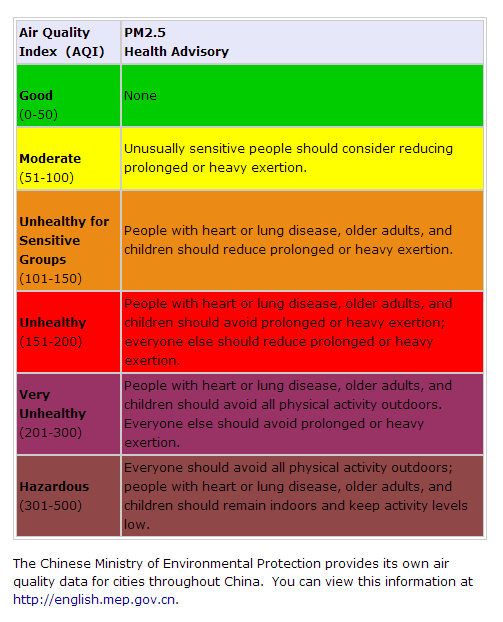 Air Quality
Index  (AQI)
PM2.5
Health Advisory
Good
(0-50)
None
Moderate
(51-100)
Unusually sensitive people should consider reducing
prolonged or heavy exertion.
Unhealthy for
Sensitive
Groups
(101-150)
People with heart or lung disease, older adults, and
children should reduce prolonged or heavy exertion.
Unhealthy
(151-200)
People with heart or lung disease, older adults, and
children should avoid prolonged or heavy exertion;
everyone else should reduce prolonged or heavy
exertion.
Very
Unhealthy
(201-300)
People with heart or lung disease, older adults, and
children should avoid all physical activity outdoors.
Everyone else should avoid prolonged or heavy
exertion.
Hazardous
(301-500)
Everyone should avoid all physical activity outdoors;
people with heart or lung disease, older adults, and
children should remain indoors and keep activity levels
low.
The Chinese Ministry of Environmental Protection provides its own air
quality data for cities throughout China.  You can view this information at
http://english.mep.gov.cn.